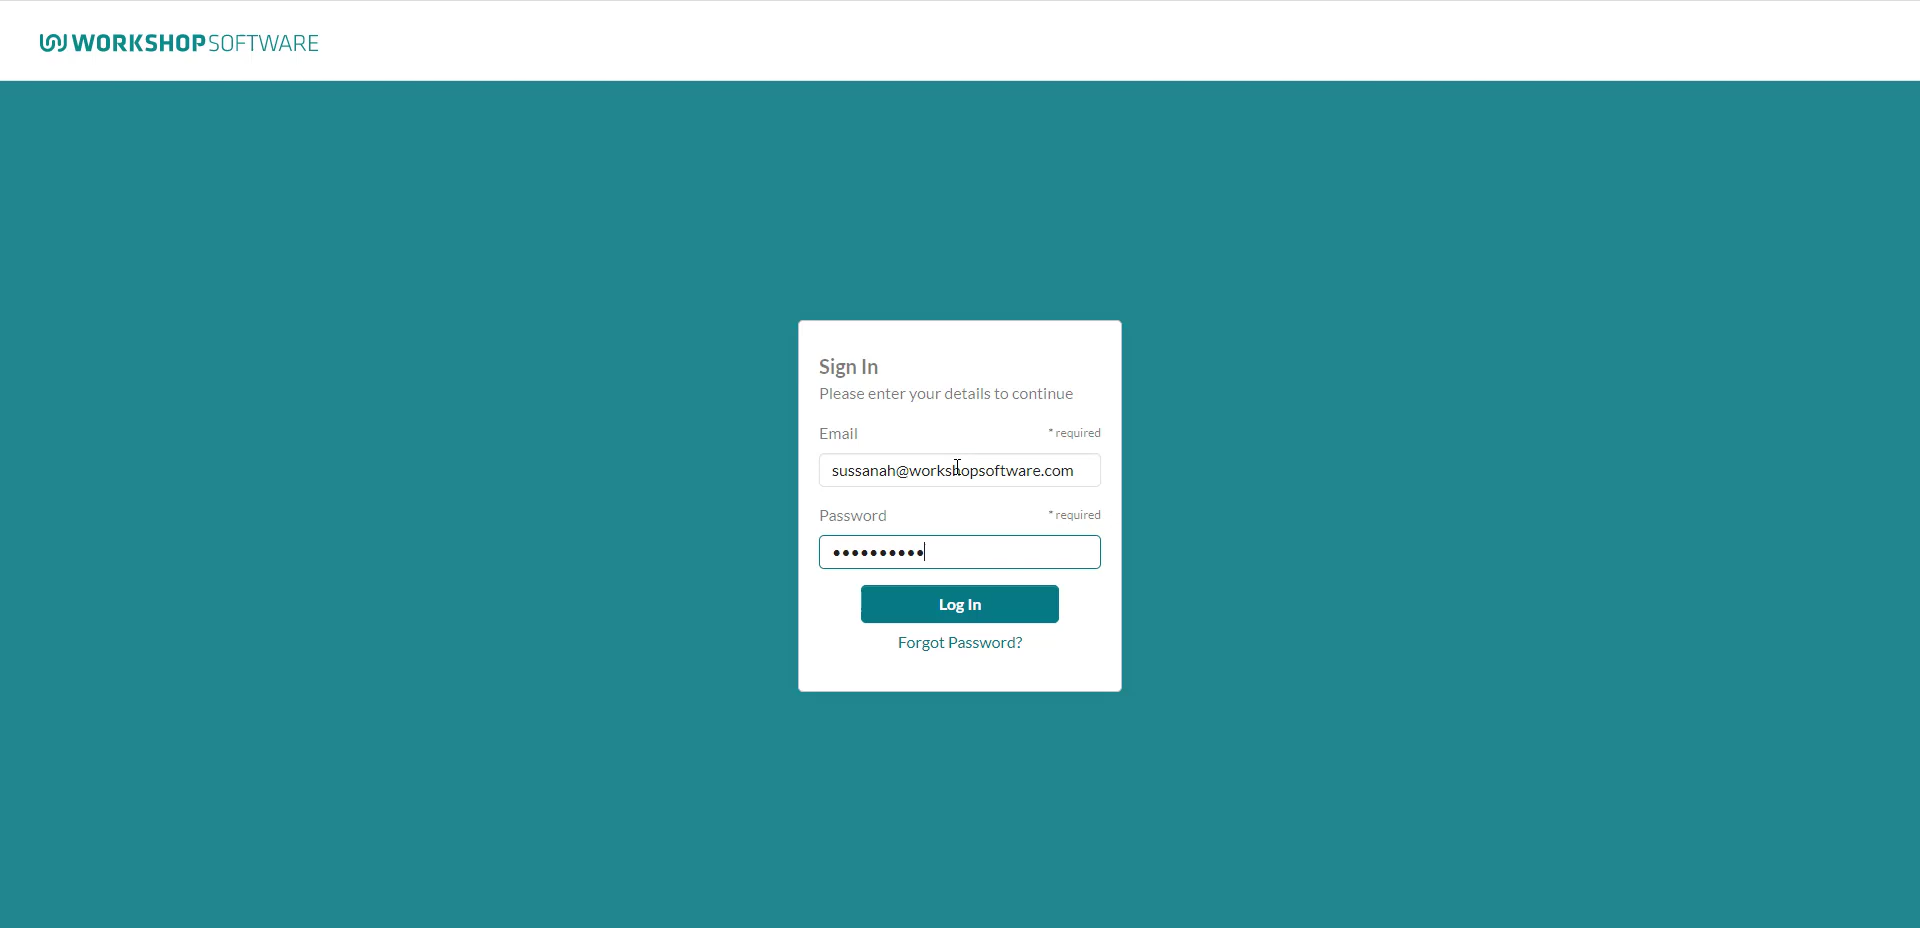 WORKSHOPSOFTWARE
Sign In
Please enter your details to continue
Email * required
sussanah@workshopsoftware.com
Password * required
••••••••••
Log In
Forgot Password?